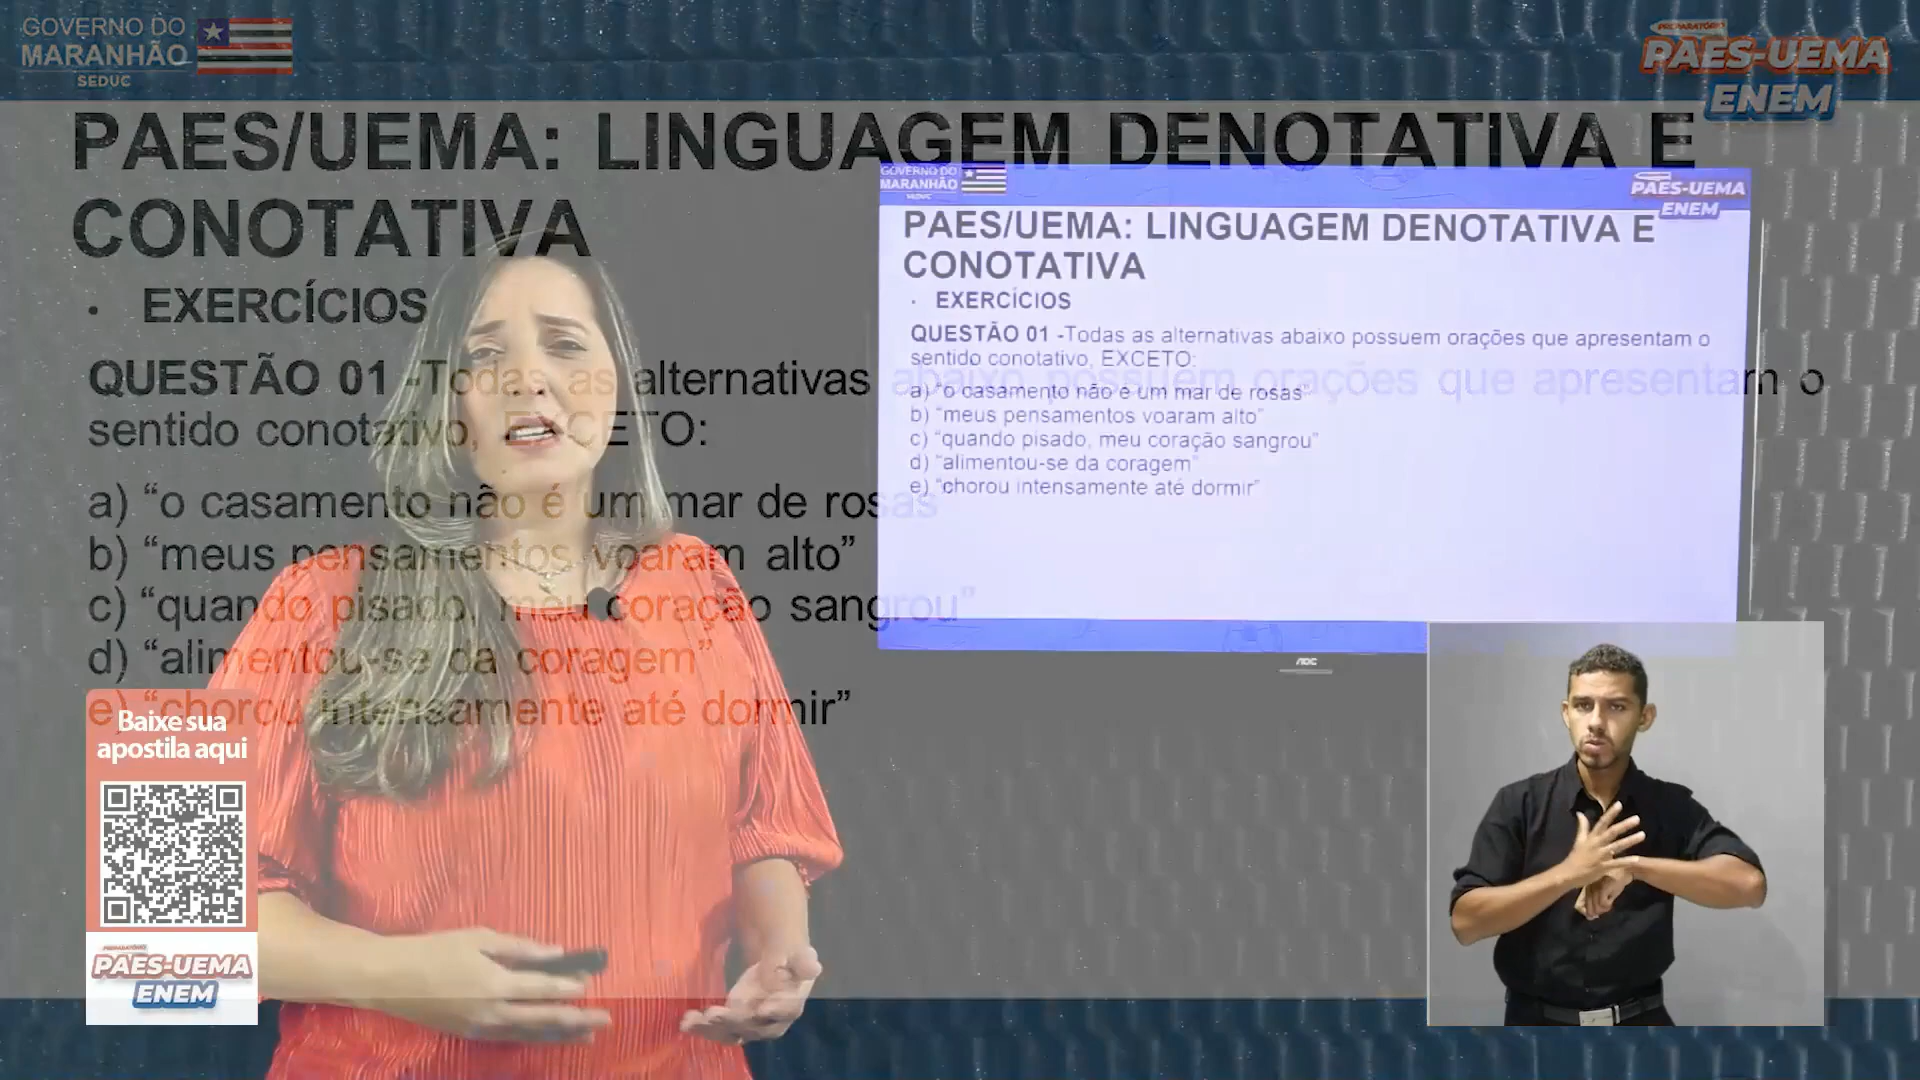 GOVERNO DO
MARANHÃO
SEDUC
PREPARATÓRIO
PAES-UEMA
ENEM
PAES/UEMA: LINGUAGEM DENOTATIVA E
CONOTATIVA
• EXERCÍCIOS
QUESTÃO 01 -Todas as alternativas abaixo possuem orações que apresentam o
sentido conotativo, EXCETO:
a) “o casamento não é um mar de rosas”
b) “meus pensamentos voaram alto”
c) “quando pisado, meu coração sangrou”
d) “alimentou-se da coragem”
e) “chorou intensamente até dormir”
GOVERNO DO
MARANHÃO
SEDUC
PAES-UEMA
ENEM
PAES/UEMA: LINGUAGEM DENOTATIVA E
CONOTATIVA
• EXERCÍCIOS
QUESTÃO 01 -Todas as alternativas abaixo possuem orações que apresentam o
sentido conotativo, EXCETO:
a) “o casamento não é um mar de rosas”
b) “meus pensamentos voaram alto”
c) “quando pisado, meu coração sangrou”
d) “alimentou-se da coragem”
e) “chorou intensamente até dormir”
AOC
Baixe sua
apostila aqui
PREPARATÓRIO
PAES-UEMA
ENEM